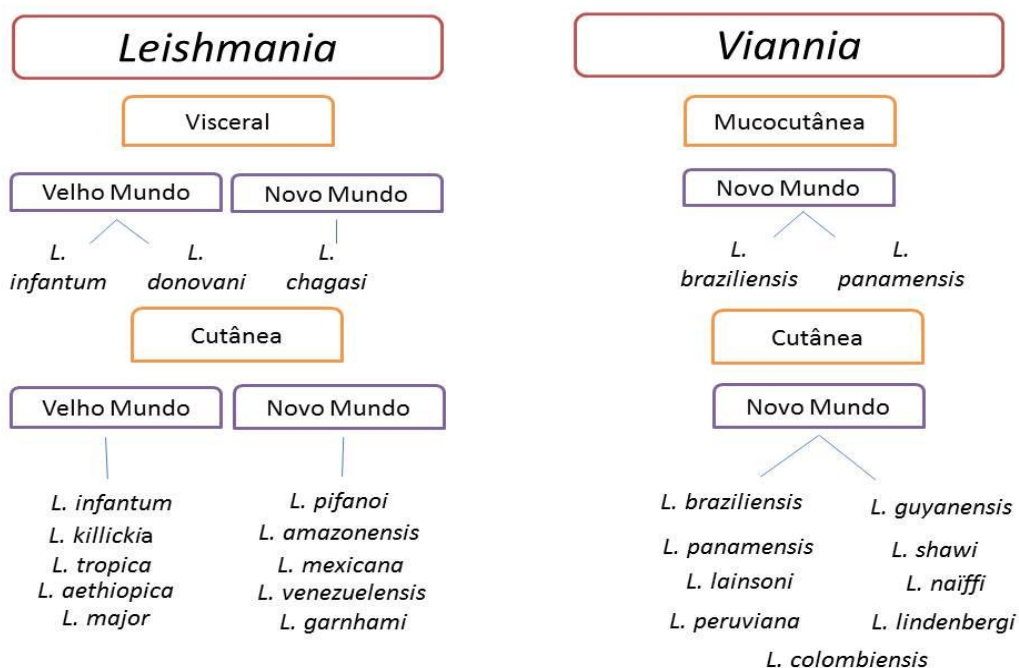 Leishmania
Visceral
Velho Mundo
Novo Mundo
L.
infantum
L.
donovani
L.
chagasi
Cutânea
Velho Mundo
Novo Mundo
L. infantum
L. killickia
L. tropica
L. aethiopica
L. major
L. pifanoi
L. amazonensis
L. mexicana
L. venezuelensis
L. garnhami
Viannia
Mucocutânea
Novo Mundo
L.
braziliensis
L.
panamensis
Cutânea
Novo Mundo
L. braziliensis
L. panamensis
L. lainsoni
L. peruviana
L. guyanensis
L. shawi
L. naïffi
L. lindenbergi
L. colombiensis